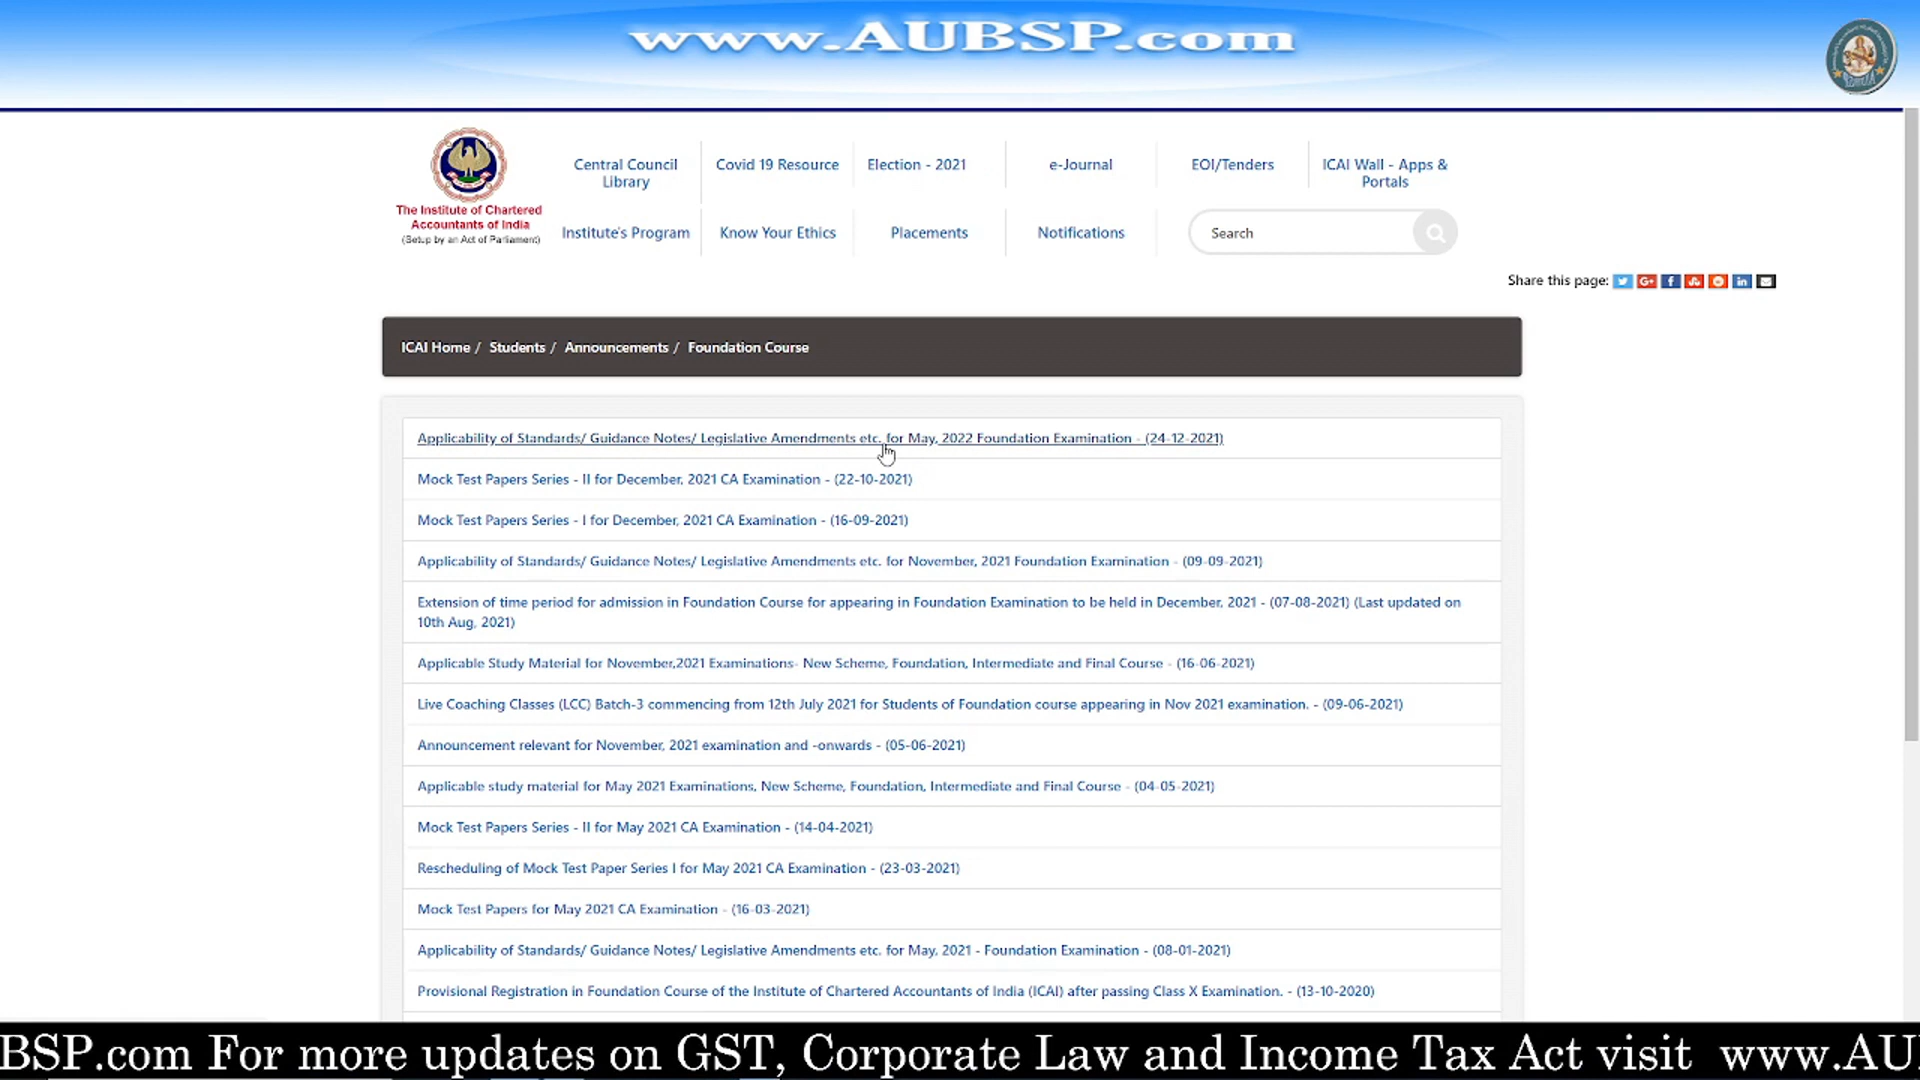 www.AUBSP.com
The Institute of Chartered
Accountants of India
(Setup by an Act of Parliament)
Central Council
Library
Covid 19 Resource
Election - 2021
e-Journal
EOI/Tenders
ICAI Wall - Apps &
Portals
Institute's Program
Know Your Ethics
Placements
Notifications
Search
Share this page:
ICAI Home / Students / Announcements / Foundation Course
Applicability of Standards/ Guidance Notes/ Legislative Amendments etc. for May, 2022 Foundation Examination - (24-12-2021)
Mock Test Papers Series - II for December, 2021 CA Examination - (22-10-2021)
Mock Test Papers Series - I for December, 2021 CA Examination - (16-09-2021)
Applicability of Standards/ Guidance Notes/ Legislative Amendments etc. for November, 2021 Foundation Examination - (09-09-2021)
Extension of time period for admission in Foundation Course for appearing in Foundation Examination to be held in December, 2021 - (07-08-2021) (Last updated on
10th Aug, 2021)
Applicable Study Material for November,2021 Examinations- New Scheme, Foundation, Intermediate and Final Course - (16-06-2021)
Live Coaching Classes (LCC) Batch-3 commencing from 12th July 2021 for Students of Foundation course appearing in Nov 2021 examination. - (09-06-2021)
Announcement relevant for November, 2021 examination and -onwards - (05-06-2021)
Applicable study material for May 2021 Examinations, New Scheme, Foundation, Intermediate and Final Course - (04-05-2021)
Mock Test Papers Series - II for May 2021 CA Examination - (14-04-2021)
Rescheduling of Mock Test Paper Series I for May 2021 CA Examination - (23-03-2021)
Mock Test Papers for May 2021 CA Examination - (16-03-2021)
Applicability of Standards/ Guidance Notes/ Legislative Amendments etc. for May, 2021 - Foundation Examination - (08-01-2021)
Provisional Registration in Foundation Course of the Institute of Chartered Accountants of India (ICAI) after passing Class X Examination. - (13-10-2020)
BSP.com For more updates on GST, Corporate Law and Income Tax Act visit www.AU